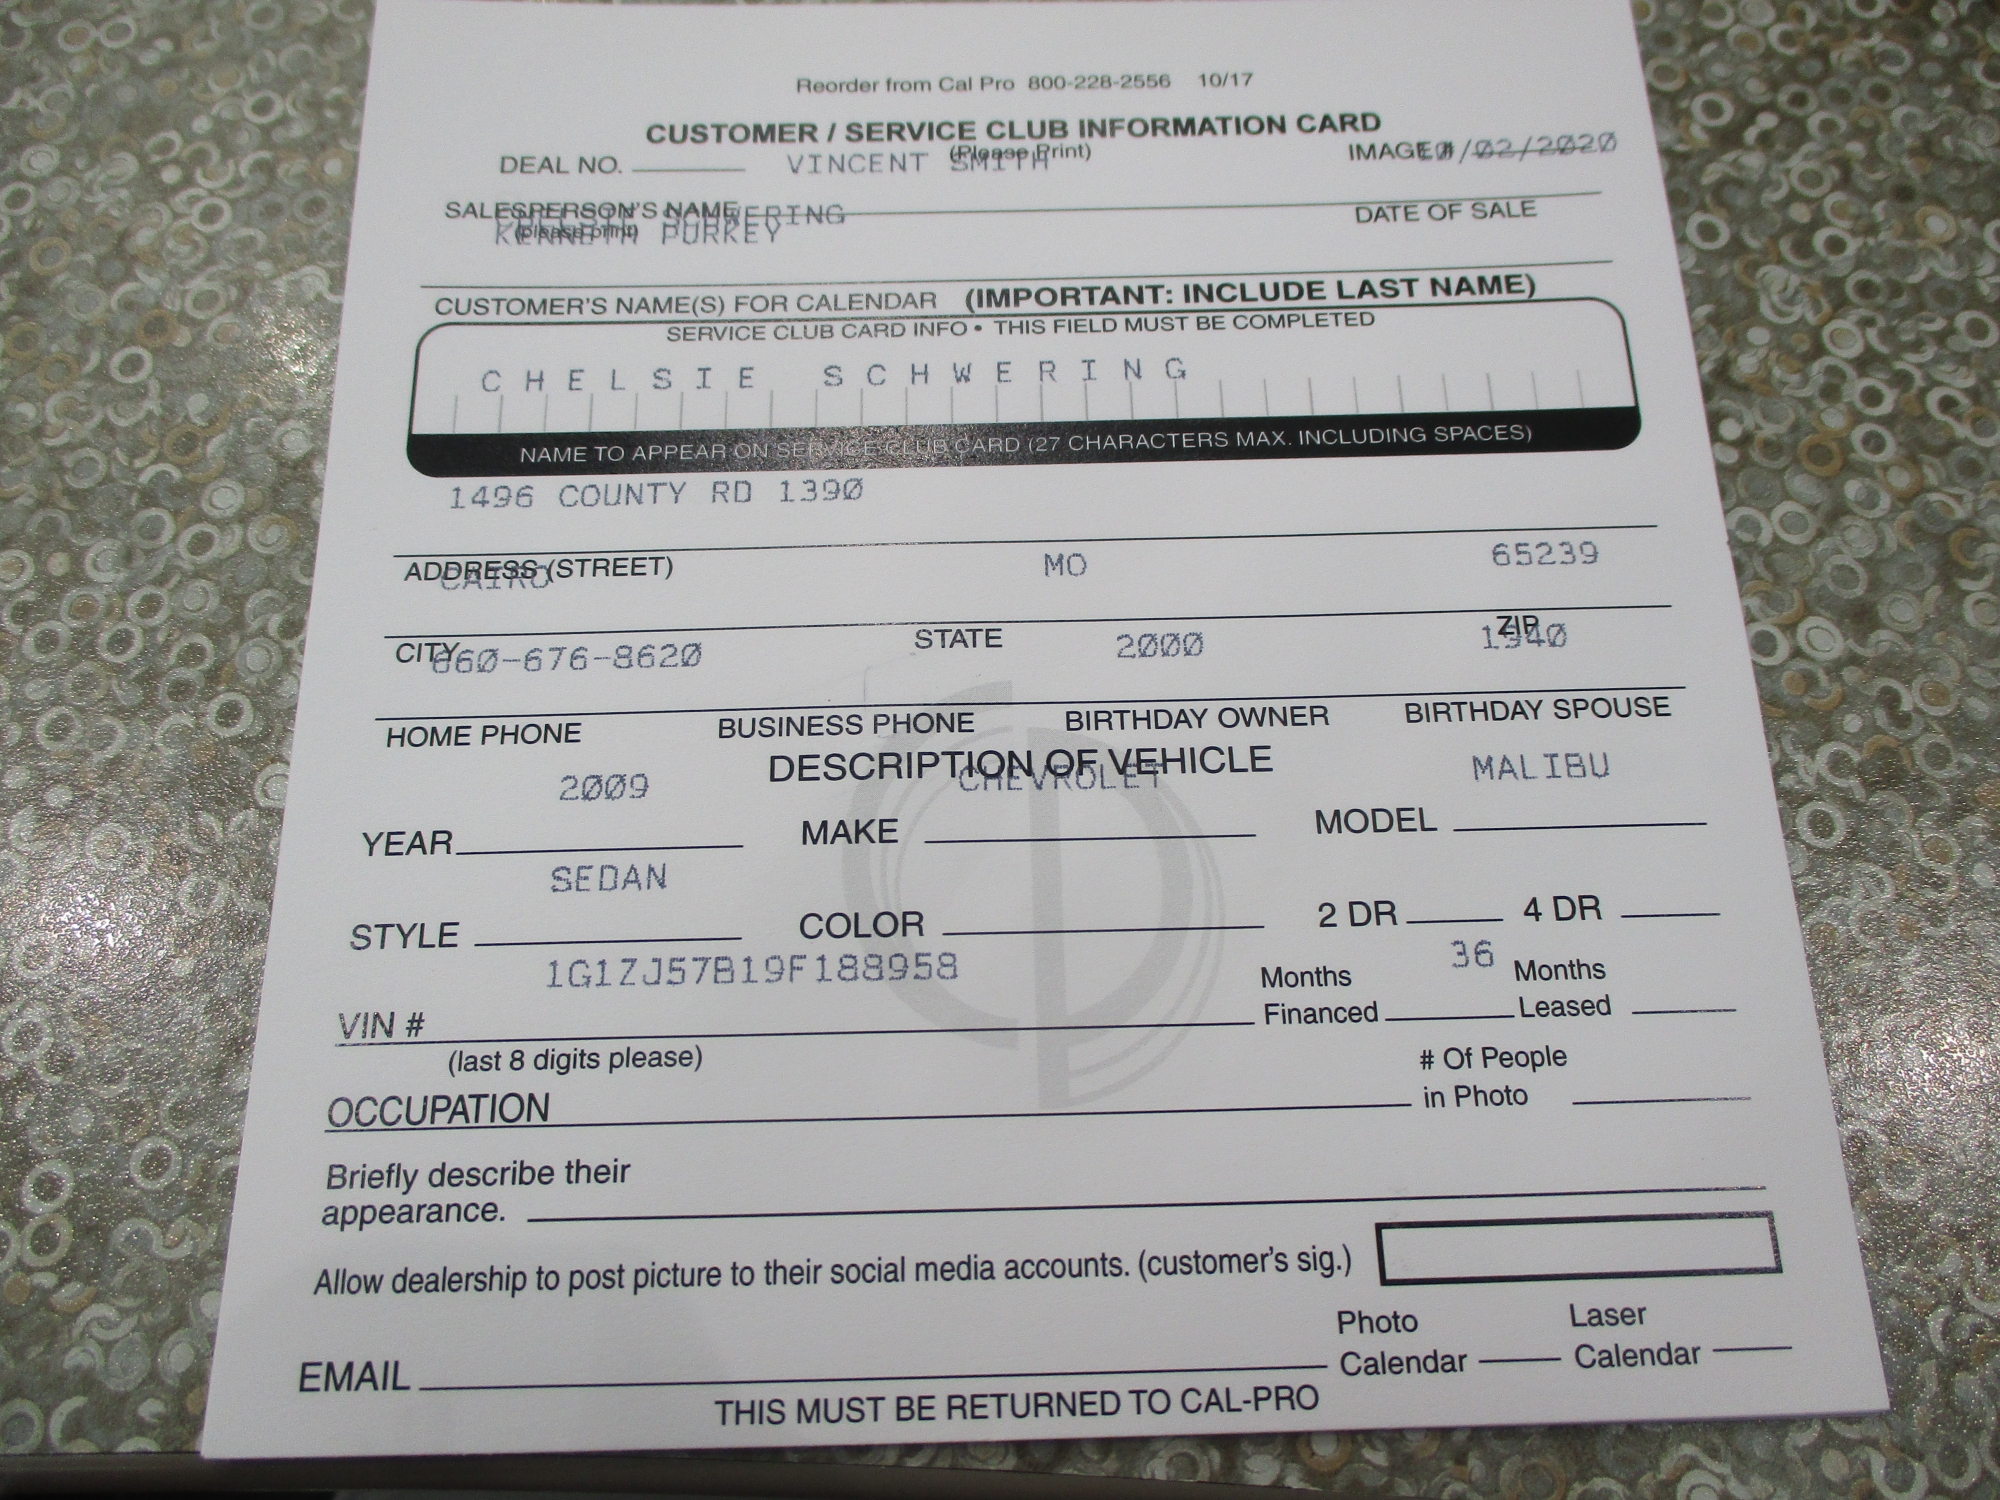 Reorder from Cal Pro 800-228-2556 10/17
CUSTOMER / SERVICE CLUB INFORMATION CARD
(Please Print)
DEAL NO. VINCENT SMITH IMAGE # /02/2020
SALESPERSON'S NAME DATE OF SALE
(please print)
CHELSIE SCHWERING
KENNETH PURKEY
CUSTOMER'S NAME(S) FOR CALENDAR (IMPORTANT: INCLUDE LAST NAME)
SERVICE CLUB CARD INFO • THIS FIELD MUST BE COMPLETED
CHELSIE SCHWERING
NAME TO APPEAR ON SERVICE CLUB CARD (27 CHARACTERS MAX. INCLUDING SPACES)
1496 COUNTY RD 1390
ADDRESS (STREET)
CAIRO MO 65239
CITY STATE ZIP
660-676-8620 2000 1940
HOME PHONE BUSINESS PHONE BIRTHDAY OWNER BIRTHDAY SPOUSE
DESCRIPTION OF VEHICLE
2009 CHEVROLET MALIBU
YEAR MAKE MODEL
SEDAN
STYLE COLOR 2 DR 4 DR
1G1ZJ57B19F188958 36
VIN # Months Financed Months Leased
(last 8 digits please)
OCCUPATION # Of People in Photo
Briefly describe their
appearance.
Allow dealership to post picture to their social media accounts. (customer's sig.)
EMAIL Photo Calendar Laser Calendar
THIS MUST BE RETURNED TO CAL-PRO